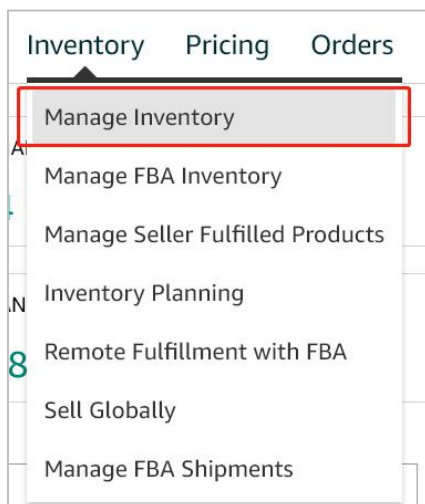 Inventory Pricing Orders
Manage Inventory
Manage FBA Inventory
Manage Seller Fulfilled Products
Inventory Planning
Remote Fulfillment with FBA
8
Sell Globally
Manage FBA Shipments